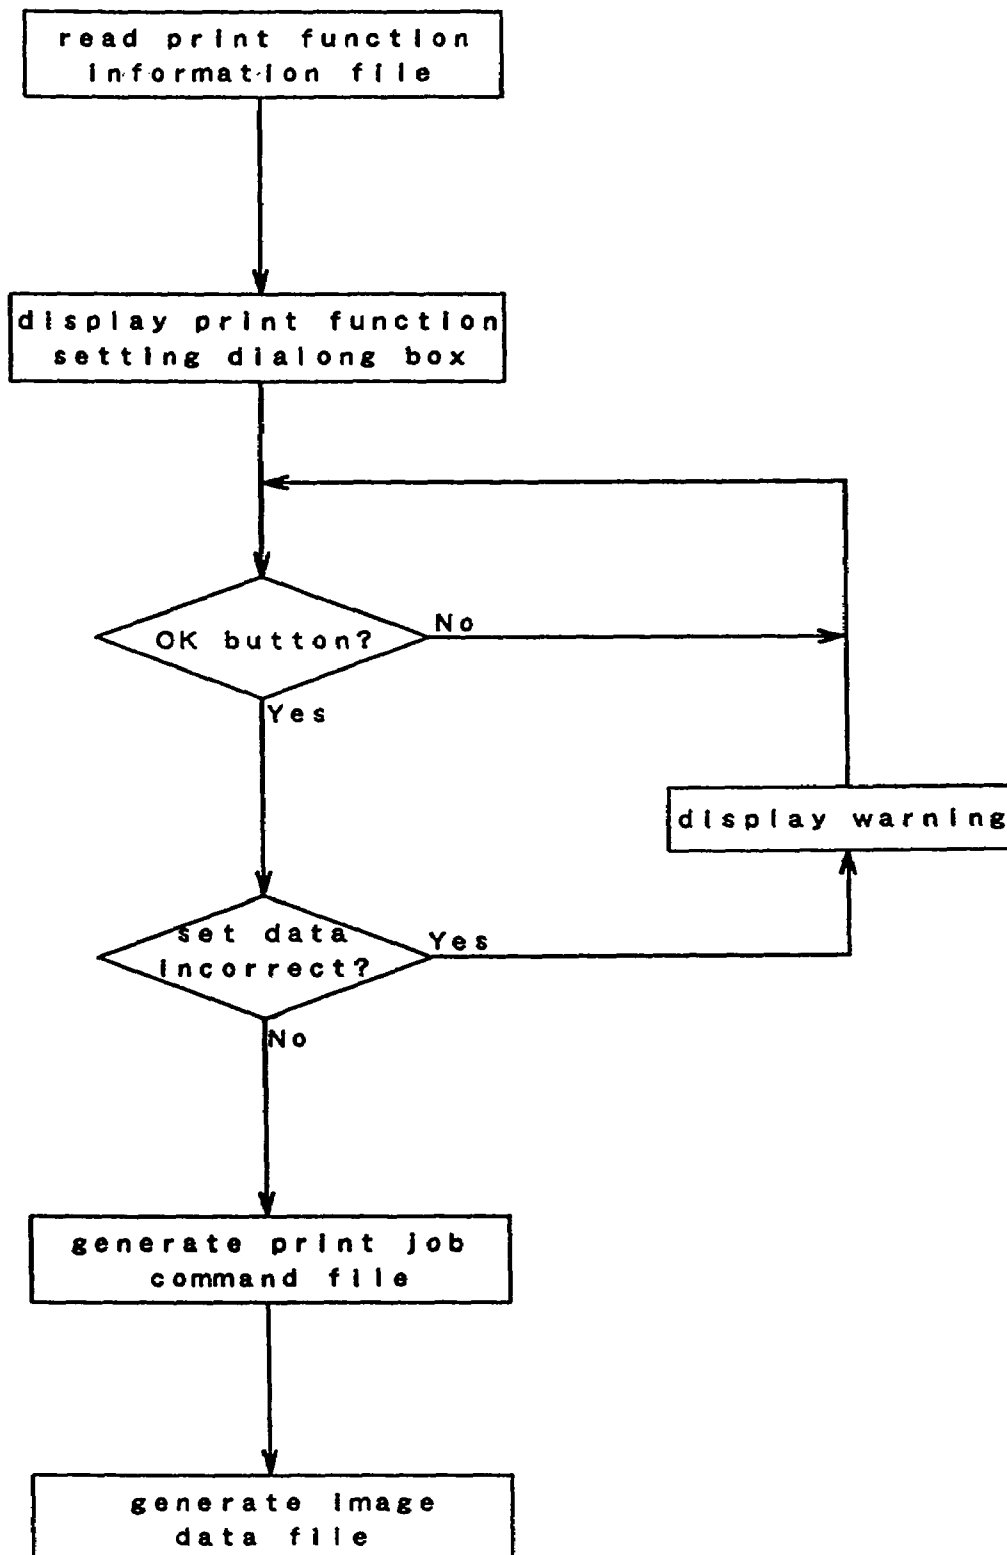 read print function
information file
display print function
setting dialong box
OK button?
No
Yes
display warning
set data
incorrect?
Yes
No
generate print job
command file
generate image
data file